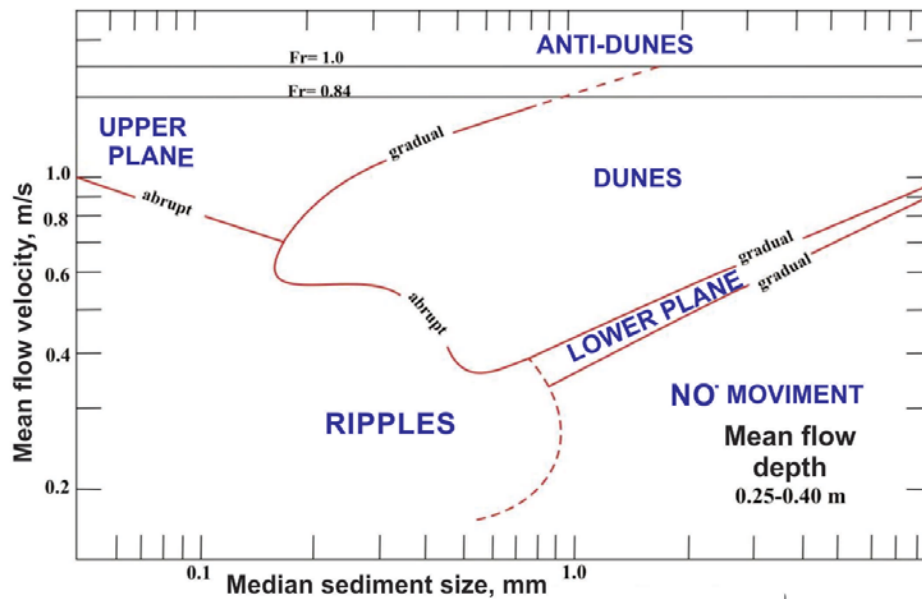 ANTI-DUNES
Fr= 1.0
Fr= 0.84
UPPER
PLANE
gradual
abrupt
DUNES
1.0
0.8
0.6
0.4
0.2
Mean flow velocity, m/s
abrupt
gradual
gradual
LOWER PLANE
RIPPLES
NO MOVIMENT
Mean flow
depth
0.25-0.40 m
0.1
1.0
Median sediment size, mm